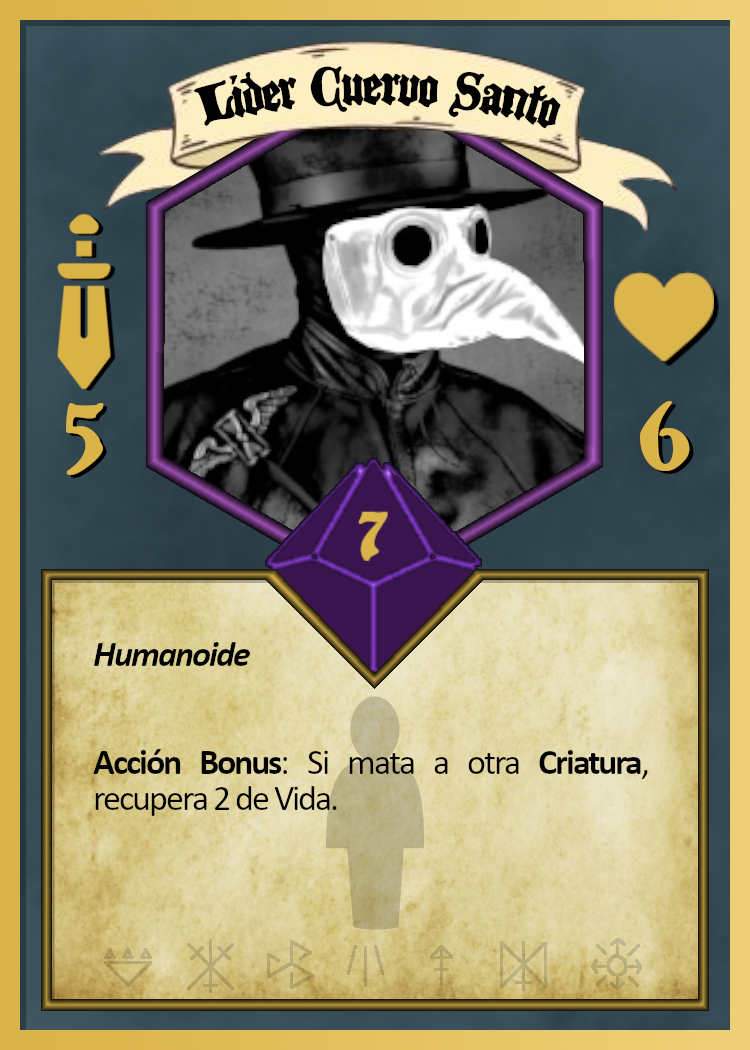 Líder Cuervo Santo
5
6
7
Humanoide
Acción Bonus: Si mata a otra Criatura,
recupera 2 de Vida.